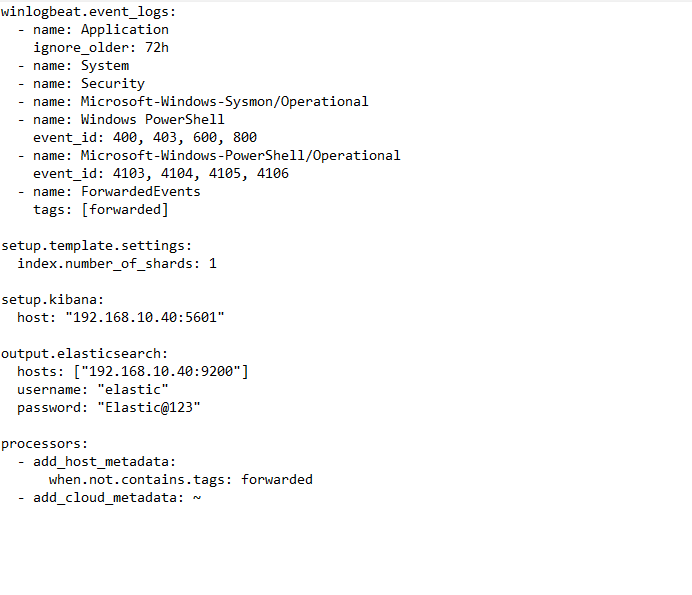 winlogbeat.event_logs:
  - name: Application
    ignore_older: 72h
  - name: System
  - name: Security
  - name: Microsoft-Windows-Sysmon/Operational
  - name: Windows PowerShell
    event_id: 400, 403, 600, 800
  - name: Microsoft-Windows-PowerShell/Operational
    event_id: 4103, 4104, 4105, 4106
  - name: ForwardedEvents
    tags: [forwarded]

setup.template.settings:
  index.number_of_shards: 1

setup.kibana:
  host: "192.168.10.40:5601"

output.elasticsearch:
  hosts: ["192.168.10.40:9200"]
  username: "elastic"
  password: "Elastic@123"

processors:
  - add_host_metadata:
      when.not.contains.tags: forwarded
  - add_cloud_metadata: ~